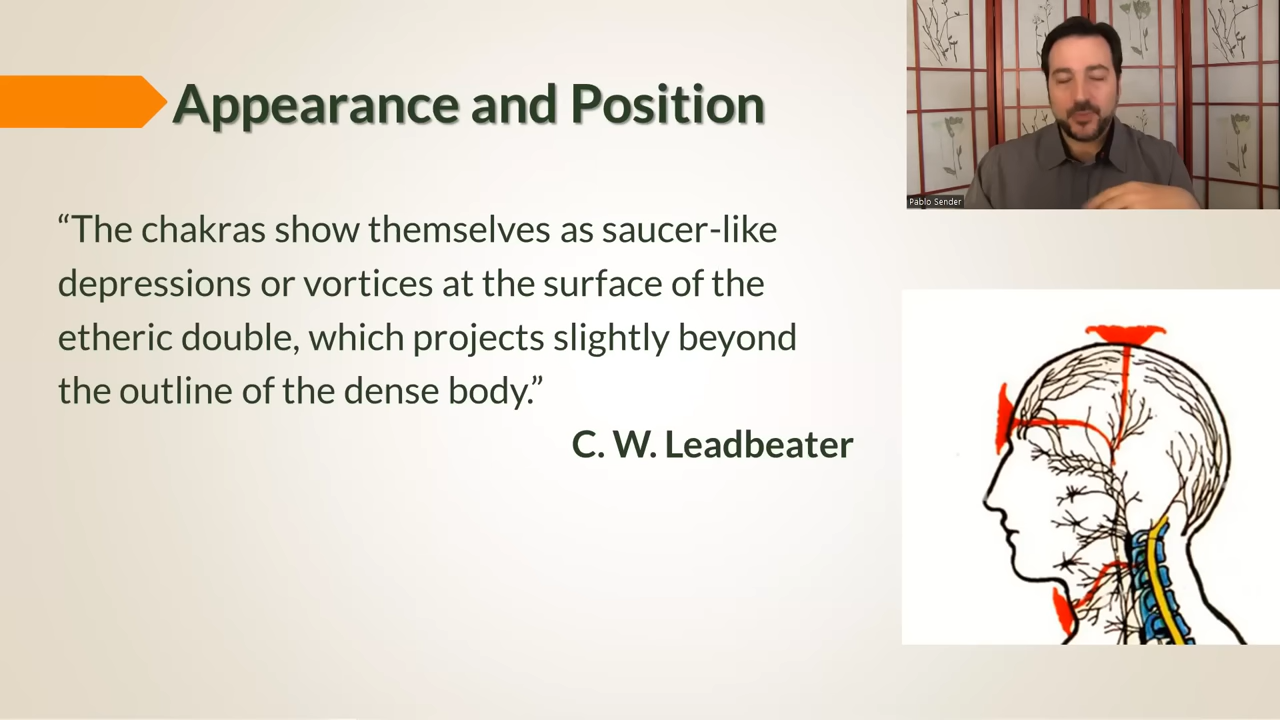 Appearance and Position
“The chakras show themselves as saucer-like
depressions or vortices at the surface of the
etheric double, which projects slightly beyond
the outline of the dense body.”
C. W. Leadbeater
Pablo Sender